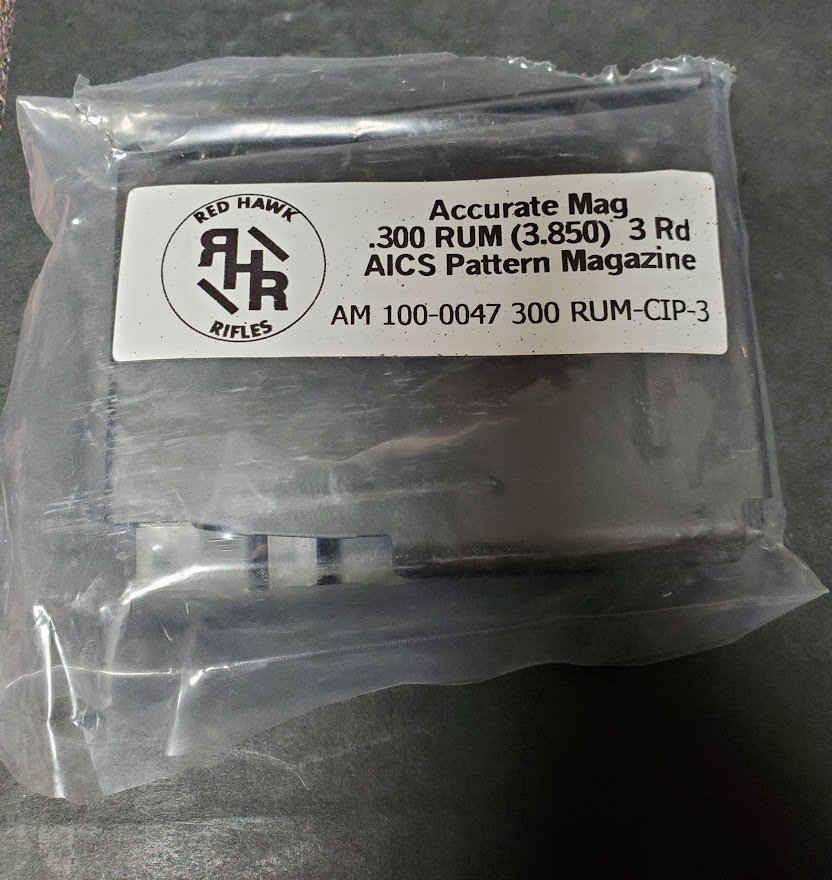 RED HAWK
RHR
RIFLES
Accurate Mag
.300 RUM (3.850) 3 Rd
AICS Pattern Magazine
AM 100-0047 300 RUM-CIP-3